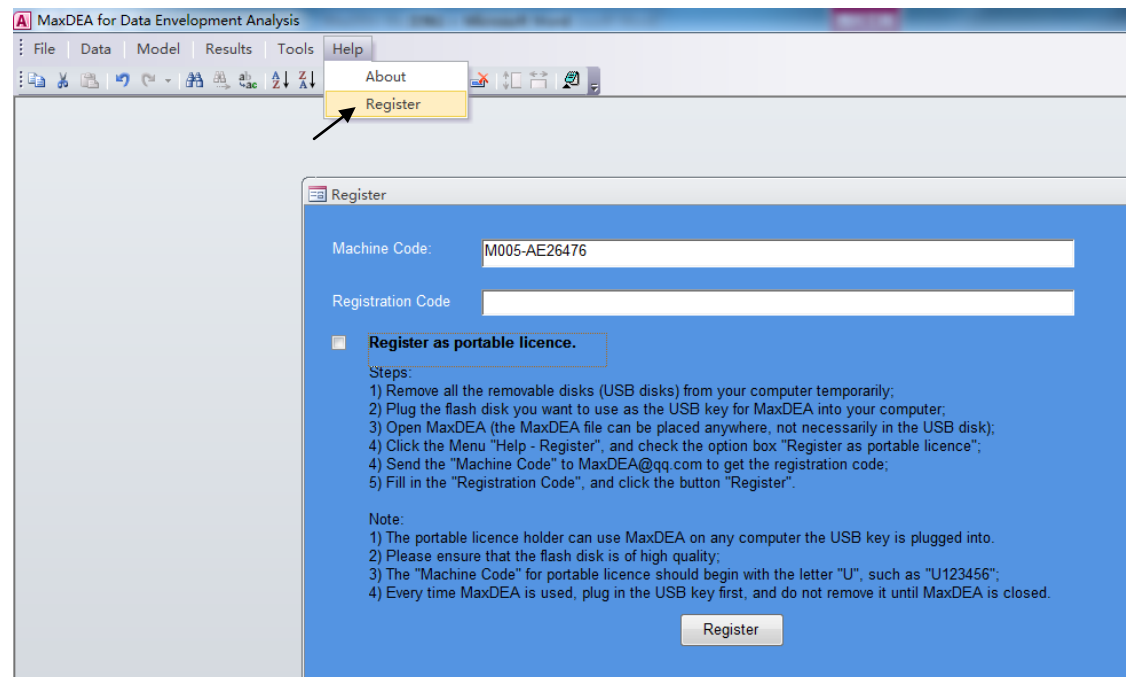 MaxDEA for Data Envelopment Analysis
File Data Model Results Tools Help
About
Register
Register
Machine Code: M005-AE26476
Registration Code
Register as portable licence.
Steps:
1) Remove all the removable disks (USB disks) from your computer temporarily;
2) Plug the flash disk you want to use as the USB key for MaxDEA into your computer;
3) Open MaxDEA (the MaxDEA file can be placed anywhere, not necessarily in the USB disk);
4) Click the Menu "Help - Register", and check the option box "Register as portable licence";
4) Send the "Machine Code" to MaxDEA@qq.com to get the registration code;
5) Fill in the "Registration Code", and click the button "Register".
Note:
1) The portable licence holder can use MaxDEA on any computer the USB key is plugged into.
2) Please ensure that the flash disk is of high quality;
3) The "Machine Code" for portable licence should begin with the letter "U", such as "U123456";
4) Every time MaxDEA is used, plug in the USB key first, and do not remove it until MaxDEA is closed.
Register